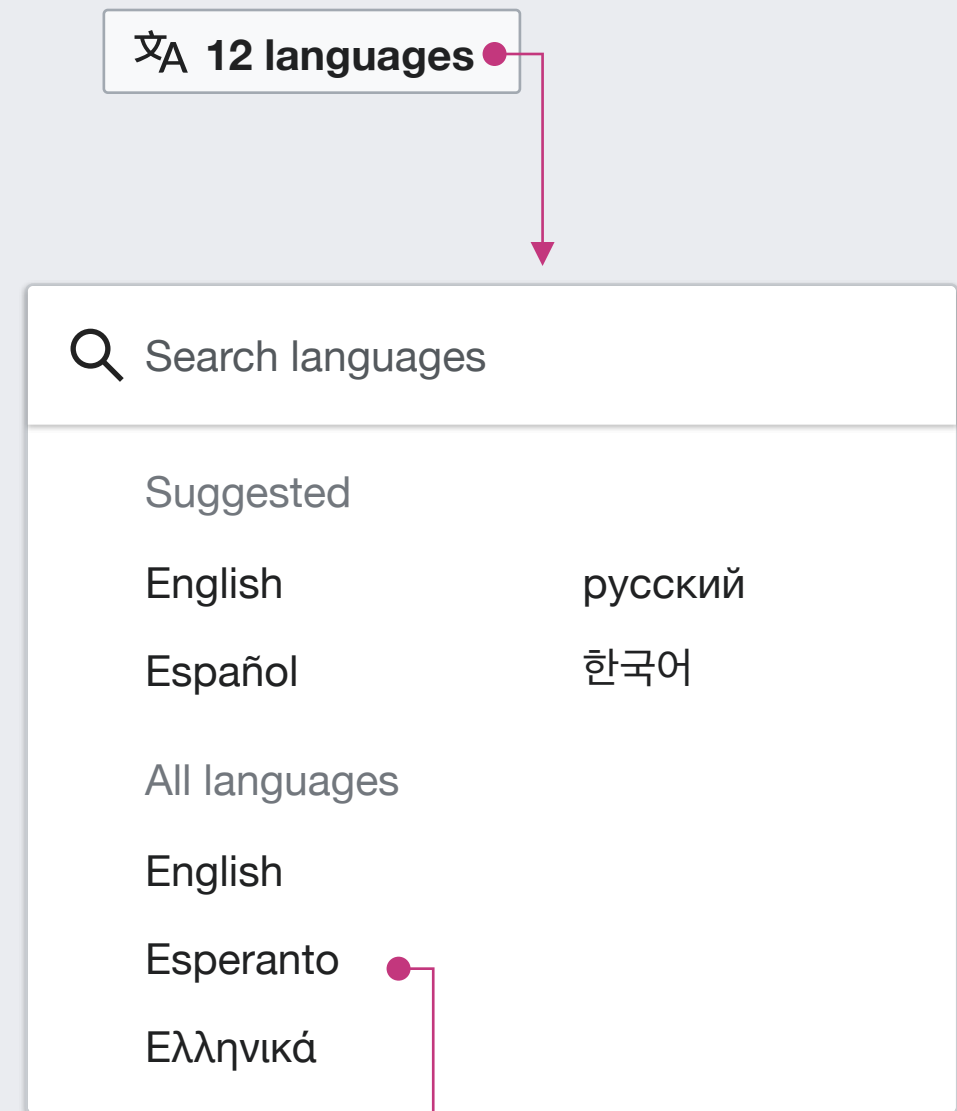 12 languages
Search languages
Suggested
English русский
Español 한국어
All languages
English
Esperanto
Ελληνικά